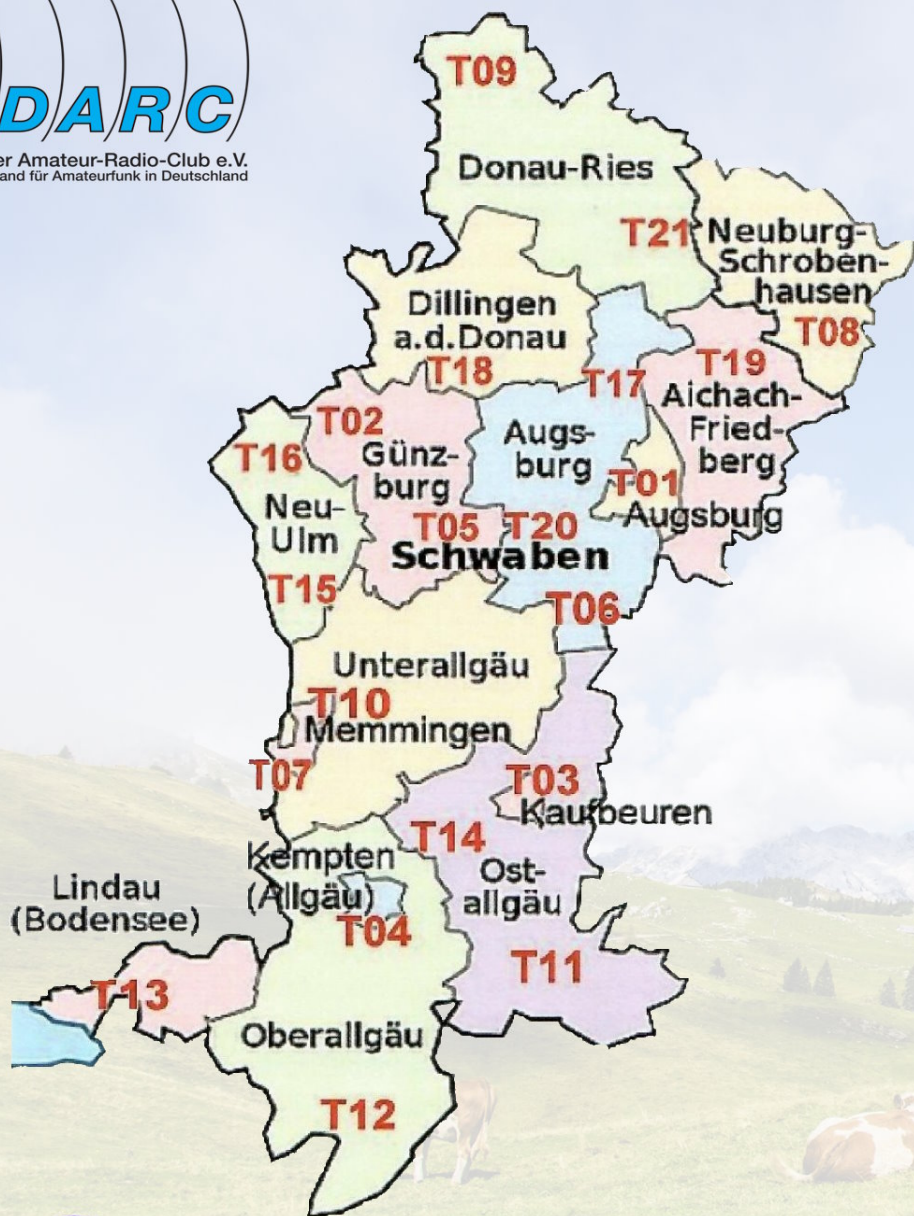 DARC
er Amateur-Radio-Club e.V.
and für Amateurfunk in Deutschland
T09
Donau-Ries
T21
Neuburg-
Schroben-
hausen
T08
Dillingen
a.d.Donau
T18
T17
T19
Aichach-
Fried-
berg
T02
Günz-
burg
T05
T16
Neu-
Ulm
T15
Augs-
burg
T01
Augsburg
T20
Schwaben
T06
Unterallgäu
T10
Memmingen
T07
T03
Kaufbeuren
T14
Ost-
allgäu
T11
Kempten
(Allgäu)
T04
Lindau
(Bodensee)
T13
Oberallgäu
T12